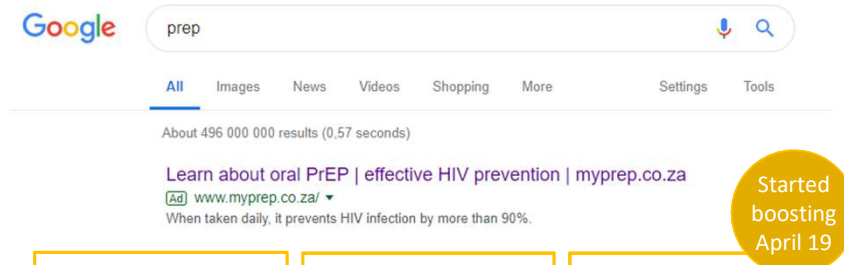 Google prep
All Images News Videos Shopping More Settings Tools
About 496 000 000 results (0,57 seconds)
Learn about oral PrEP | effective HIV prevention | myprep.co.za
Ad www.myprep.co.za/
When taken daily, it prevents HIV infection by more than 90%.
Started
boosting
April 19